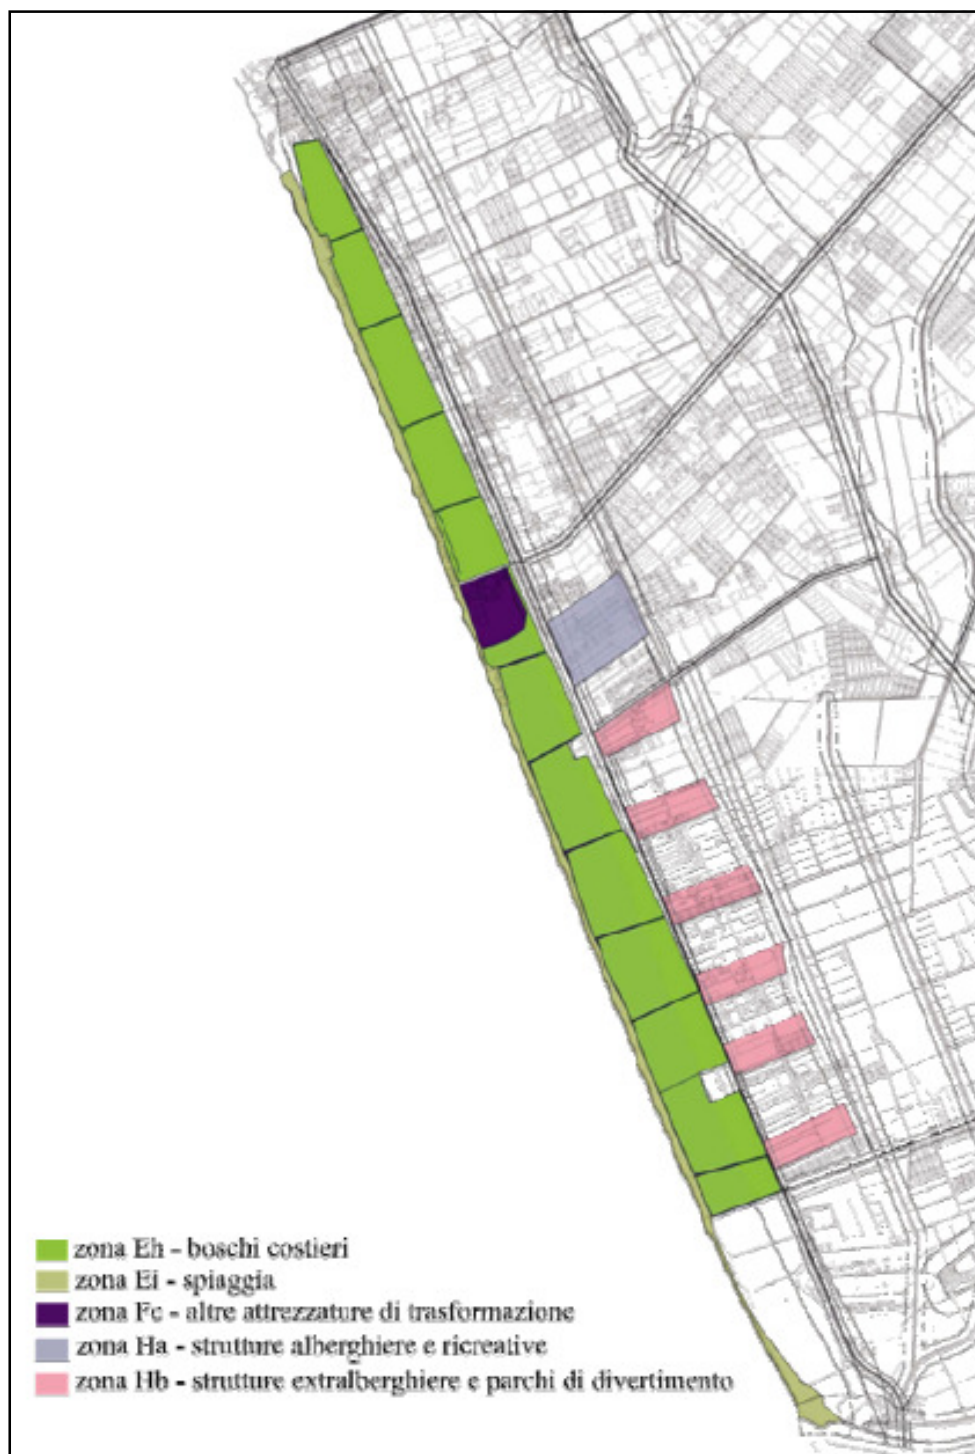 zona Eh - boschi costieri
zona Ei - spiaggia
zona Fc - altre attrezzature di trasformazione
zona Ha - strutture alberghiere e ricreative
zona Hb - strutture extralberghiere e parchi di divertimento